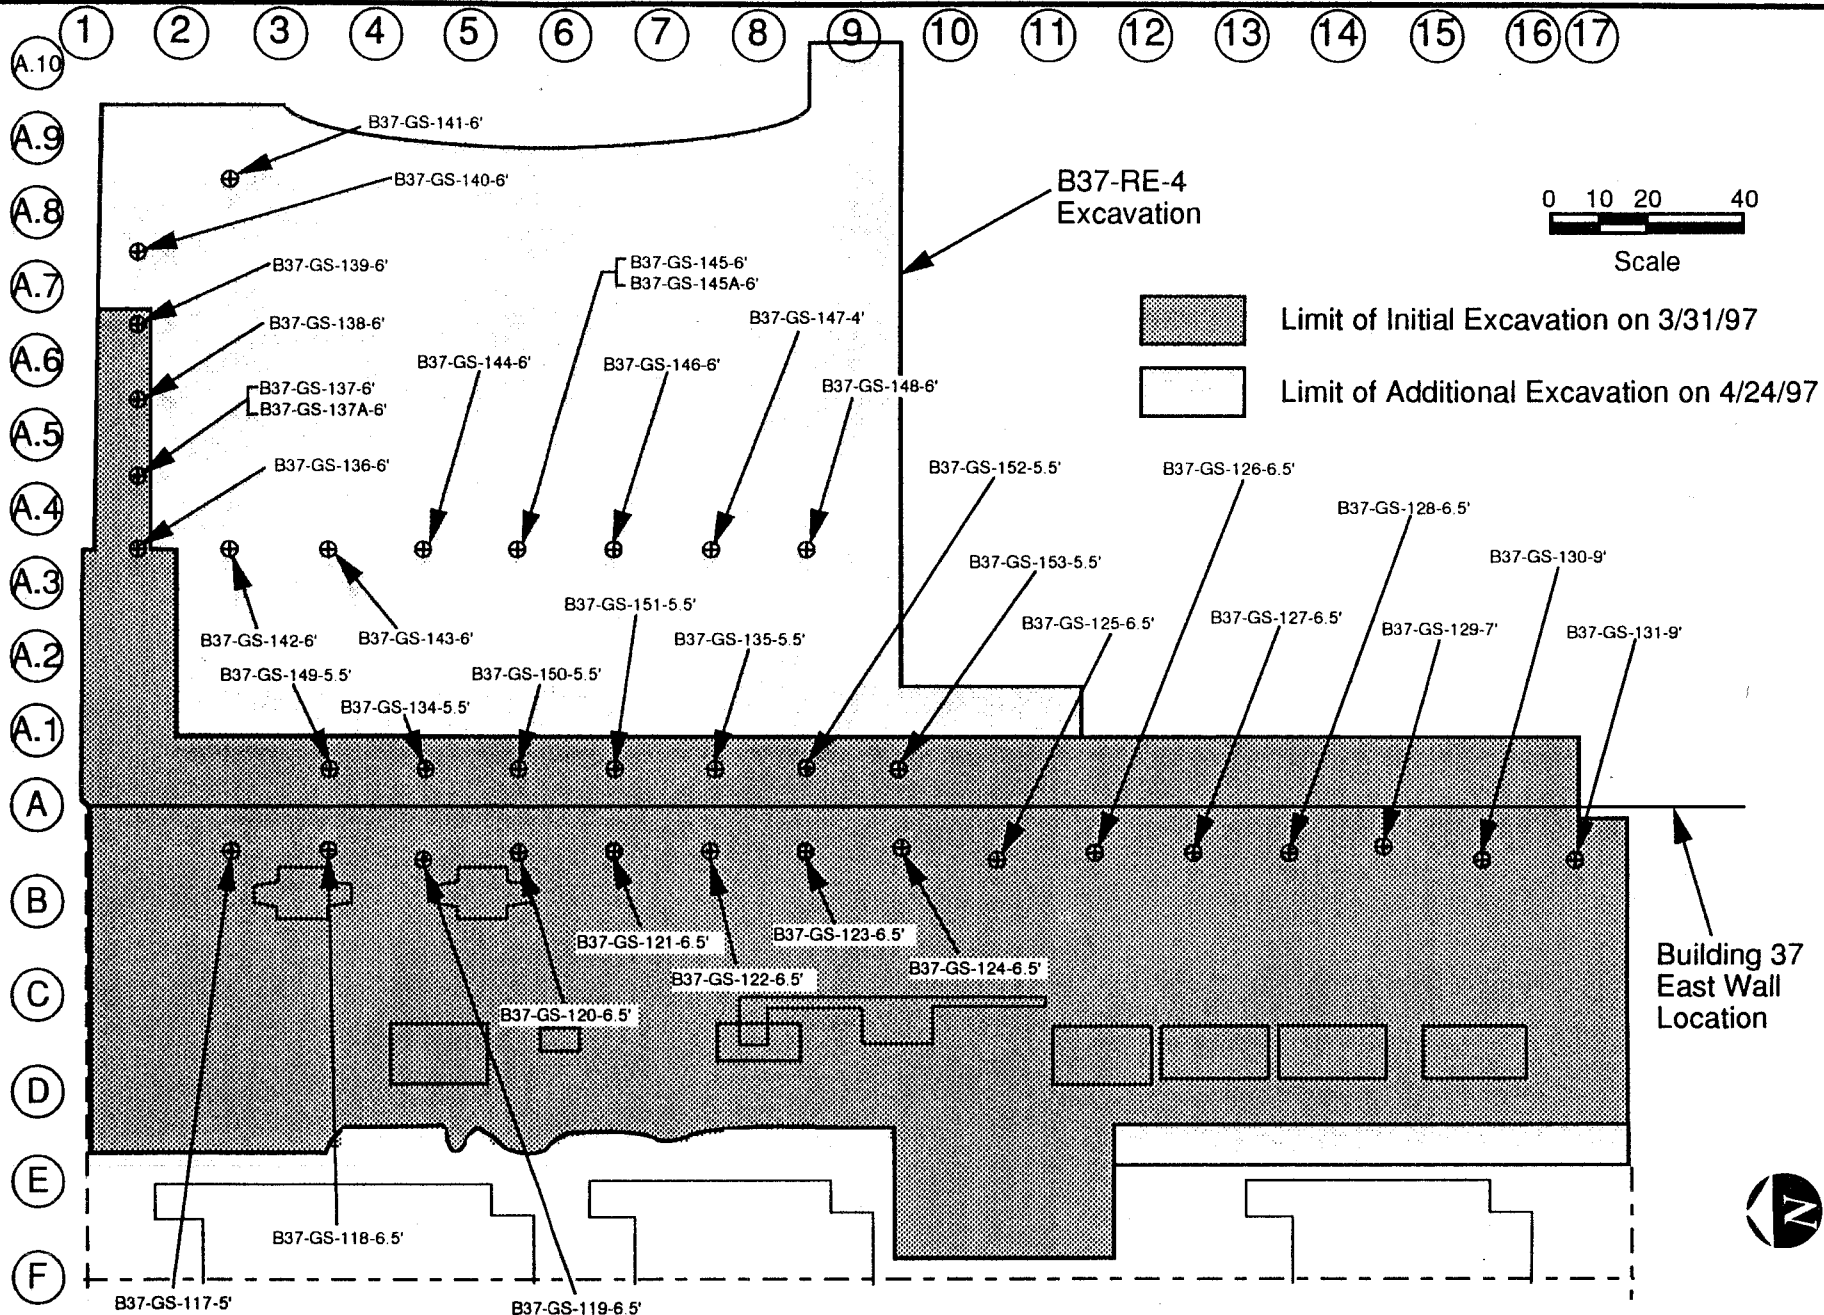 1 2 3 4 5 6 7 8 9 10 11 12 13 14 15 16 17
A.10
A.9
A.8
A.7
A.6
A.5
A.4
A.3
A.2
A.1
A
B
C
D
E
F
B37-GS-141-6'
B37-GS-140-6'
B37-GS-139-6'
B37-GS-138-6'
B37-GS-137-6'
B37-GS-137A-6'
B37-GS-136-6'
B37-GS-145-6'
B37-GS-145A-6'
B37-GS-147-4'
B37-GS-144-6'
B37-GS-146-6'
B37-GS-148-6'
B37-RE-4
Excavation
0 10 20 40
Scale
Limit of Initial Excavation on 3/31/97
Limit of Additional Excavation on 4/24/97
B37-GS-152-5.5'
B37-GS-126-6.5'
B37-GS-128-6.5'
B37-GS-153-5.5'
B37-GS-130-9'
B37-GS-151-5.5'
B37-GS-125-6.5'
B37-GS-127-6.5'
B37-GS-129-7'
B37-GS-131-9'
B37-GS-142-6'
B37-GS-143-6'
B37-GS-135-5.5'
B37-GS-149-5.5'
B37-GS-150-5.5'
B37-GS-134-5.5'
B37-GS-121-6.5'
B37-GS-123-6.5'
B37-GS-122-6.5'
B37-GS-124-6.5'
B37-GS-120-6.5'
Building 37
East Wall
Location
N
B37-GS-118-6.5'
B37-GS-117-5'
B37-GS-119-6.5'